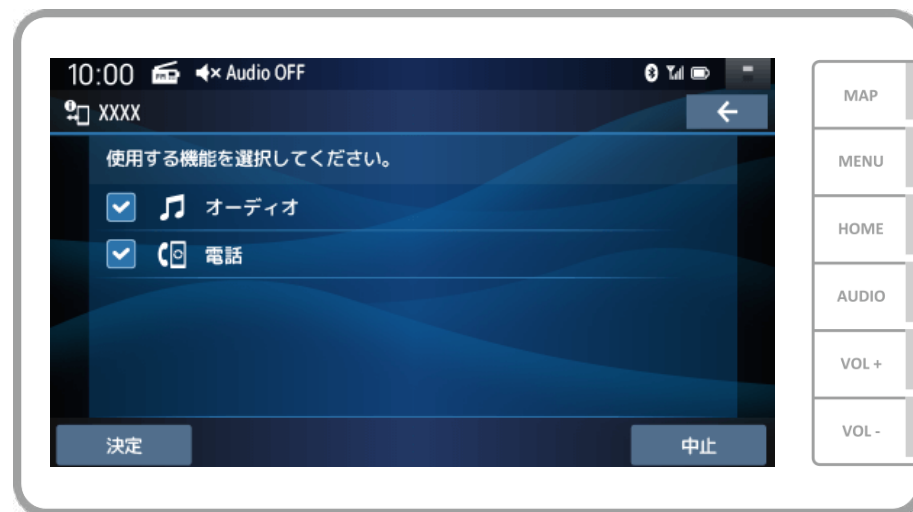 10:00 Audio OFF
XXXX
使用する機能を選択してください。
オーディオ
電話
決定 中止
MAP
MENU
HOME
AUDIO
VOL +
VOL -